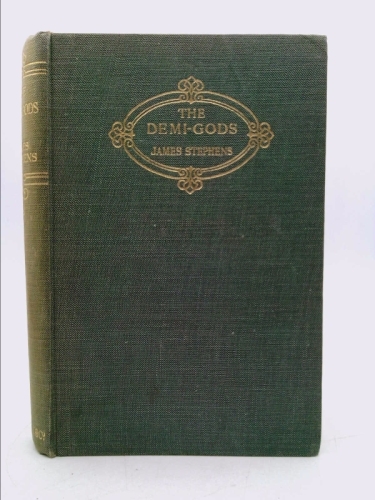 THE
DEMI-GODS
JAMES STEPHENS